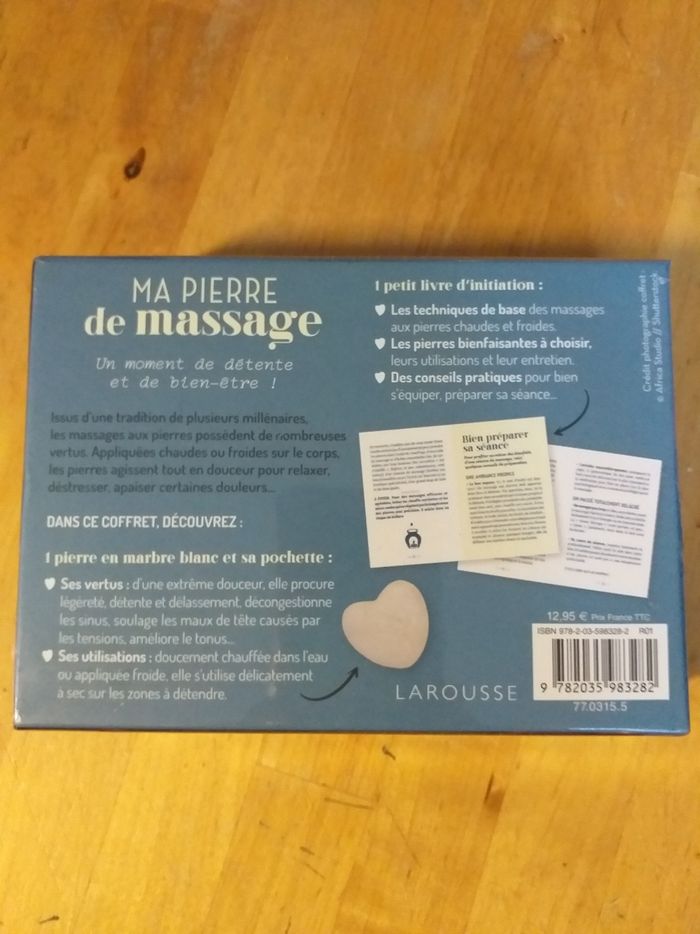 MA PIERRE
de massage
Un moment de détente
et de bien-être !
Issus d'une tradition de plusieurs millénaires,
les massages aux pierres possèdent de nombreuses
vertus. Appliquées chaudes ou froides sur le corps,
les pierres agissent tout en douceur pour relaxer,
déstresser, apaiser certaines douleurs...
DANS CE COFFRET, DÉCOUVREZ :
1 pierre en marbre blanc et sa pochette :
Ses vertus : d'une extrême douceur, elle procure
légèreté, détente et délassement, décongestionne
les sinus, soulage les maux de tête causés par
les tensions, améliore le tonus...
Ses utilisations : doucement chauffée dans l'eau
ou appliquée froide, elle s'utilise délicatement
à sec sur les zones à détendre.
1 petit livre d'initiation :
Les techniques de base des massages
aux pierres chaudes et froides.
Les pierres bienfaisantes à choisir,
leurs utilisations et leur entretien.
Des conseils pratiques pour bien
s'équiper, préparer sa séance...
Crédit photographie coffret :
© Africa Studio // Shutterstock
Bien préparer
sa séance
UNE AMBIANCE PROPICE
12,95 € Prix France TTC
ISBN 978-2-03-598328-2 R01
9 782035 983282
77.0315.5
LAROUSSE